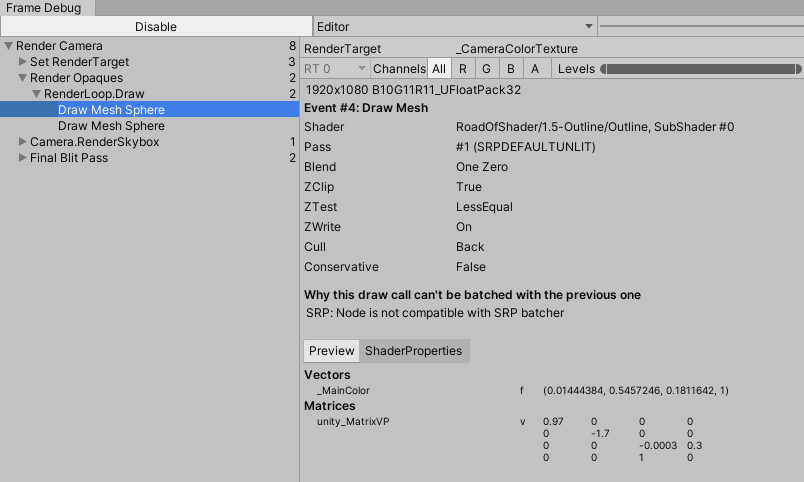 Frame Debug
Disable
Editor
Render Camera 8
Set RenderTarget 3
Render Opaques 2
RenderLoop.Draw 2
Draw Mesh Sphere
Draw Mesh Sphere
Camera.RenderSkybox 1
Final Blit Pass 2
RenderTarget _CameraColorTexture
RT 0 Channels All R G B A Levels
1920x1080 B10G11R11_UFloatPack32
Event #4: Draw Mesh
Shader RoadOfShader/1.5-Outline/Outline, SubShader #0
Pass #1 (SRPDEFAULTUNLIT)
Blend One Zero
ZClip True
ZTest LessEqual
ZWrite On
Cull Back
Conservative False
Why this draw call can't be batched with the previous one
SRP: Node is not compatible with SRP batcher
Preview ShaderProperties
Vectors
_MainColor f (0.01444384, 0.5457246, 0.1811642, 1)
Matrices
unity_MatrixVP v 0.97 0 0 0
0 -1.7 0 0
0 0 -0.0003 0.3
0 0 1 0